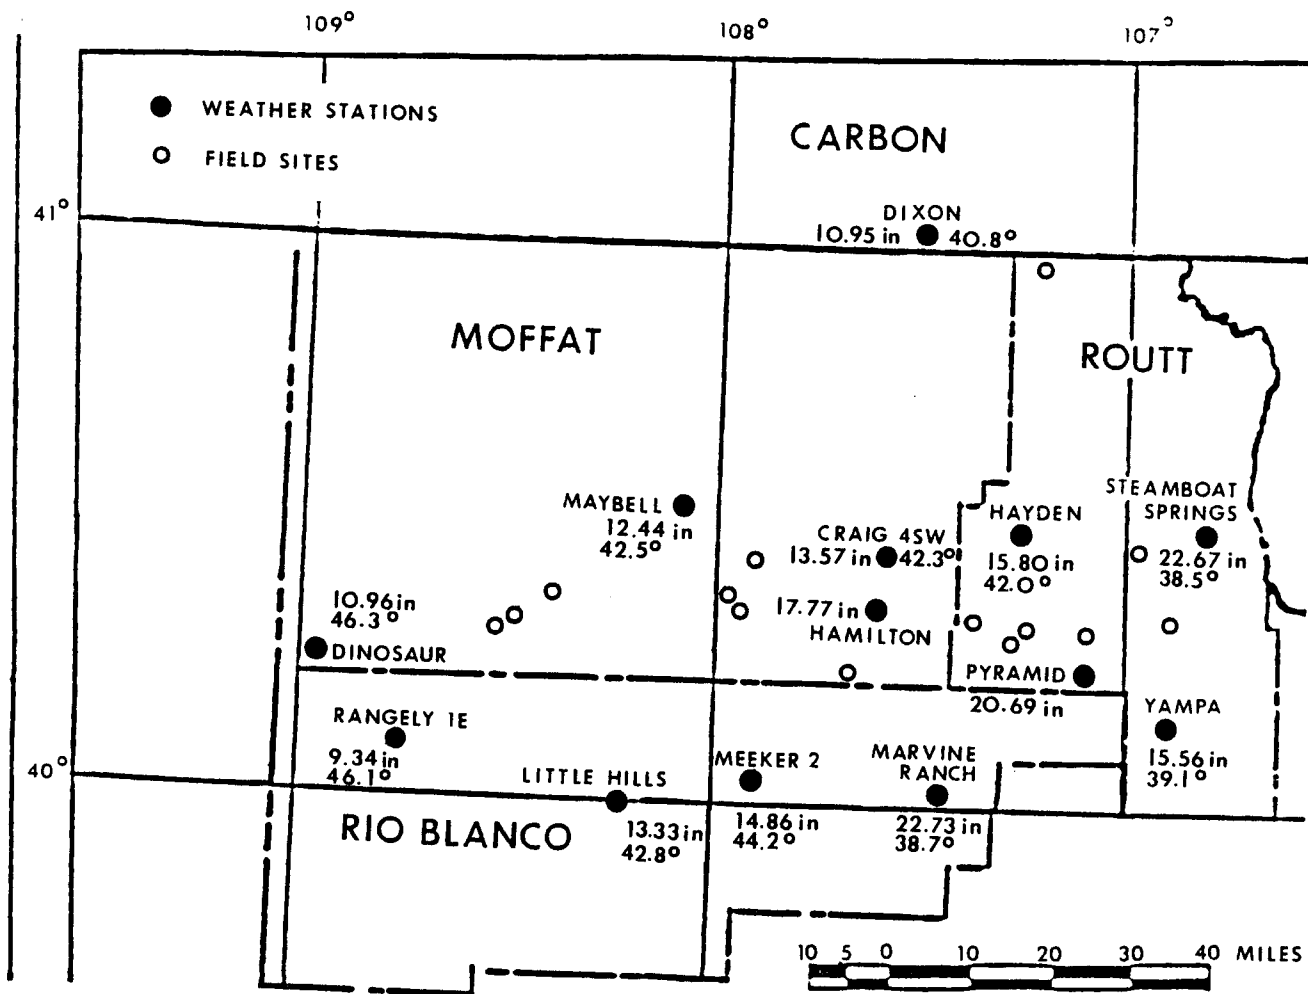 109°
108°
107°
WEATHER STATIONS
FIELD SITES
CARBON
41°
DIXON
10.95 in 40.8°
MOFFAT
ROUTT
MAYBELL
12.44 in
42.5°
CRAIG 4SW
13.57 in 42.3°
HAYDEN
15.80 in
42.0°
STEAMBOAT
SPRINGS
22.67 in
38.5°
17.77 in
HAMILTON
10.96 in
46.3°
DINOSAUR
PYRAMID
20.69 in
RANGELY 1E
9.34 in
46.1°
YAMPA
15.56 in
39.1°
40°
LITTLE HILLS
13.33 in
42.8°
MEEKER 2
14.86 in
44.2°
MARVINE
RANCH
22.73 in
38.7°
RIO BLANCO
10 5 0 10 20 30 40 MILES